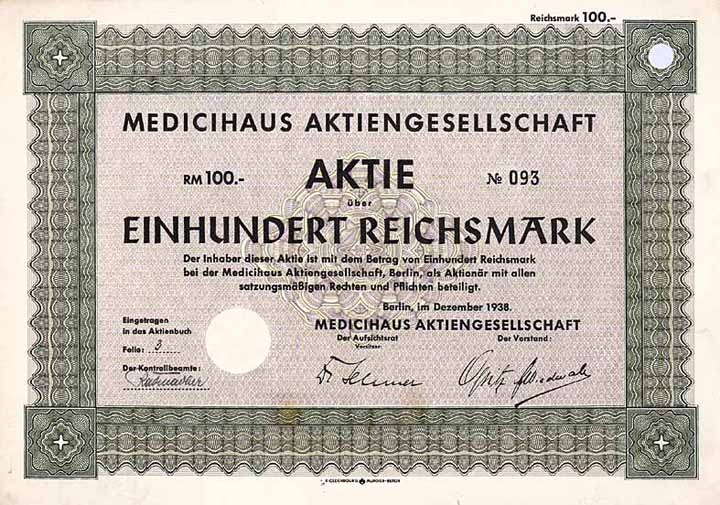 Reichsmark 100.-
MEDICIHAUS AKTIENGESELLSCHAFT
RM 100.- AKTIE № 093
über
EINHUNDERT REICHSMARK
Der Inhaber dieser Aktie ist mit dem Betrag von Einhundert Reichsmark
bei der Medicihaus Aktiengesellschaft, Berlin, als Aktionär mit allen
satzungsmäßigen Rechten und Pflichten beteiligt.
Berlin, im Dezember 1938.
Eingetragen
in das Aktienbuch
Folio: 3
Der Kontrollbeamte:
MEDICIHAUS AKTIENGESELLSCHAFT
Der Aufsichtsrat
Vorsitzer.
Der Vorstand: